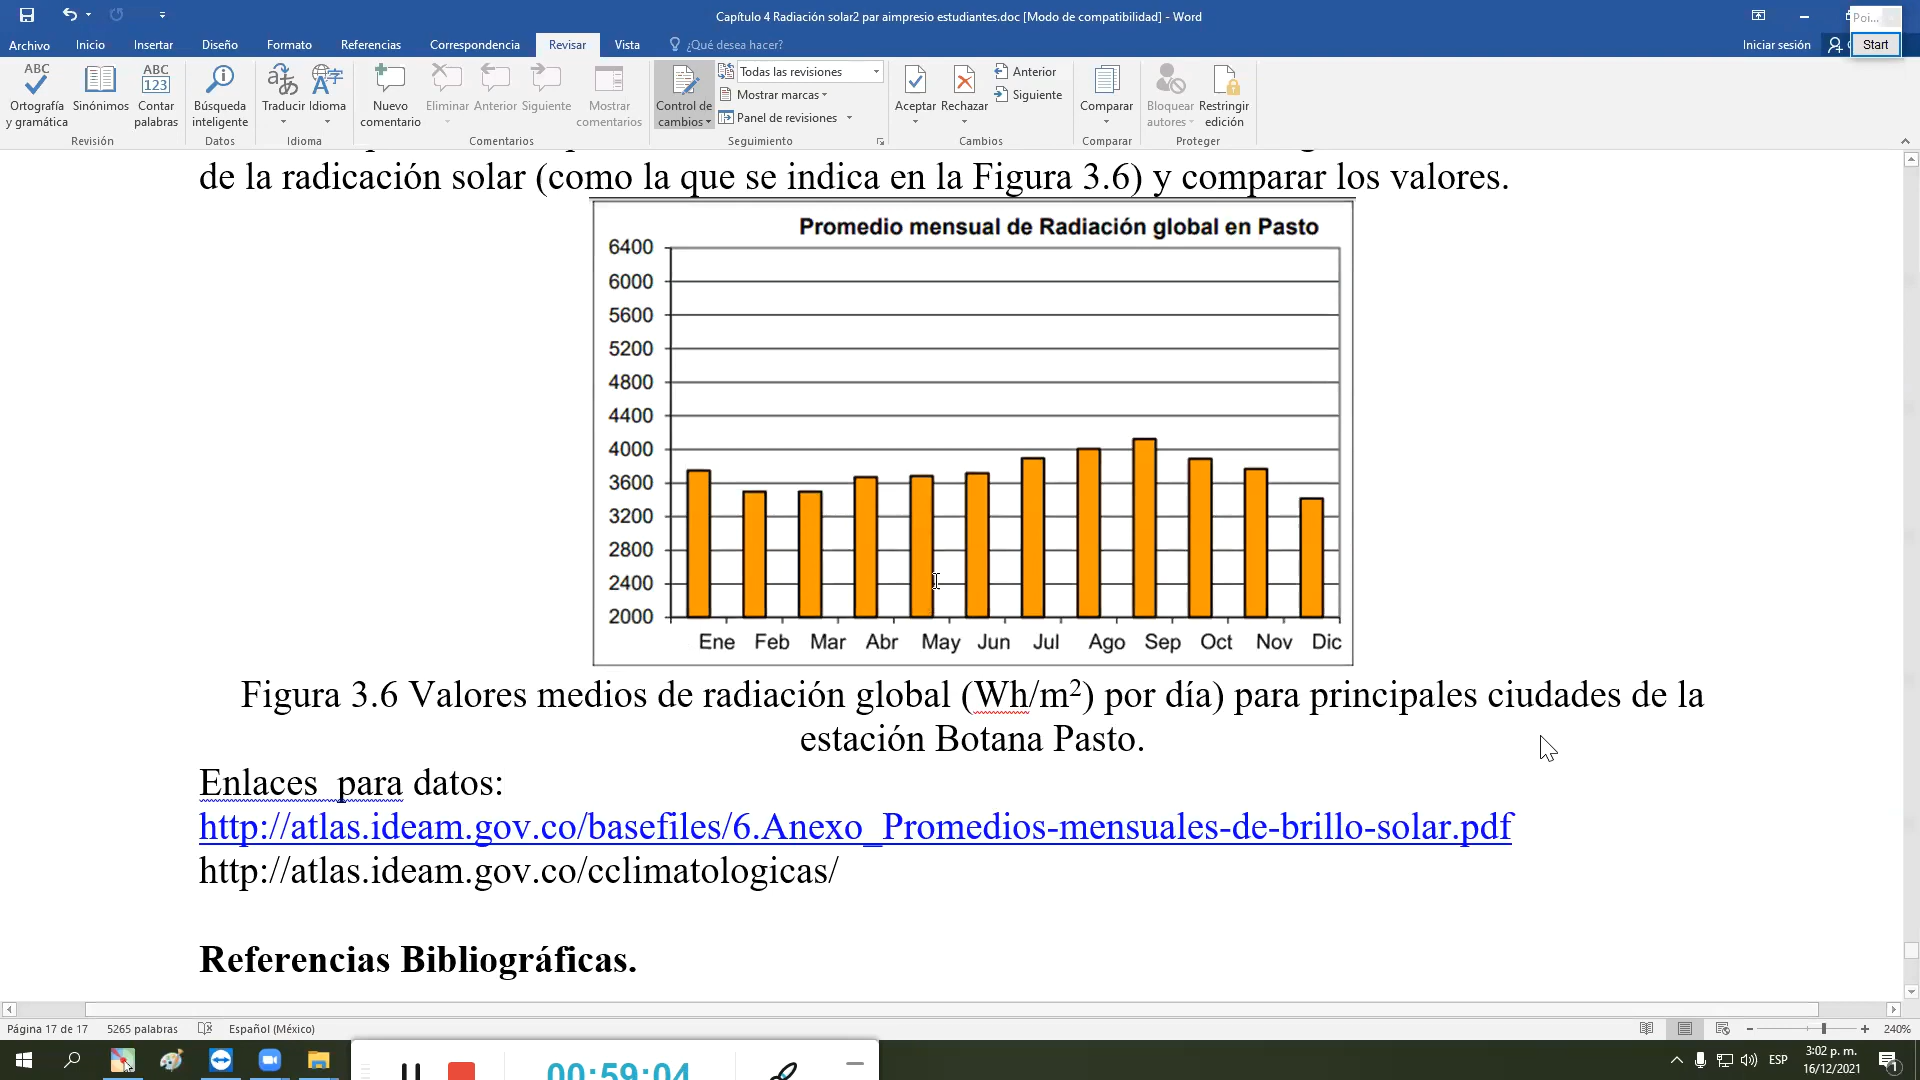 Capítulo 4 Radiación solar2 par aimpresio estudiantes.doc [Modo de compatibilidad] - Word
Poi...
Archivo Inicio Insertar Diseño Formato Referencias Correspondencia Revisar Vista ¿Qué desea hacer? Iniciar sesión Start
ABC ABC 123
Ortografía y gramática
Sinónimos
Contar palabras
Búsqueda inteligente
Traducir
Idioma
Nuevo comentario
Eliminar
Anterior
Siguiente
Mostrar comentarios
Control de cambios
Todas las revisiones
Mostrar marcas
Panel de revisiones
Aceptar
Rechazar
Anterior
Siguiente
Comparar
Bloquear autores
Restringir edición
Revisión Datos Idioma Comentarios Seguimiento Cambios Comparar Proteger
de la radicación solar (como la que se indica en la Figura 3.6) y comparar los valores.
Promedio mensual de Radiación global en Pasto
6400
6000
5600
5200
4800
4400
4000
3600
3200
2800
2400
2000
Ene Feb Mar Abr May Jun Jul Ago Sep Oct Nov Dic
Figura 3.6 Valores medios de radiación global (Wh/m²) por día) para principales ciudades de la
estación Botana Pasto.
Enlaces para datos:
http://atlas.ideam.gov.co/basefiles/6.Anexo_Promedios-mensuales-de-brillo-solar.pdf
http://atlas.ideam.gov.co/cclimatologicas/
Referencias Bibliográficas.
Página 17 de 17 5265 palabras Español (México) 240%
00:59:04
ESP
3:02 p. m.
16/12/2021
1